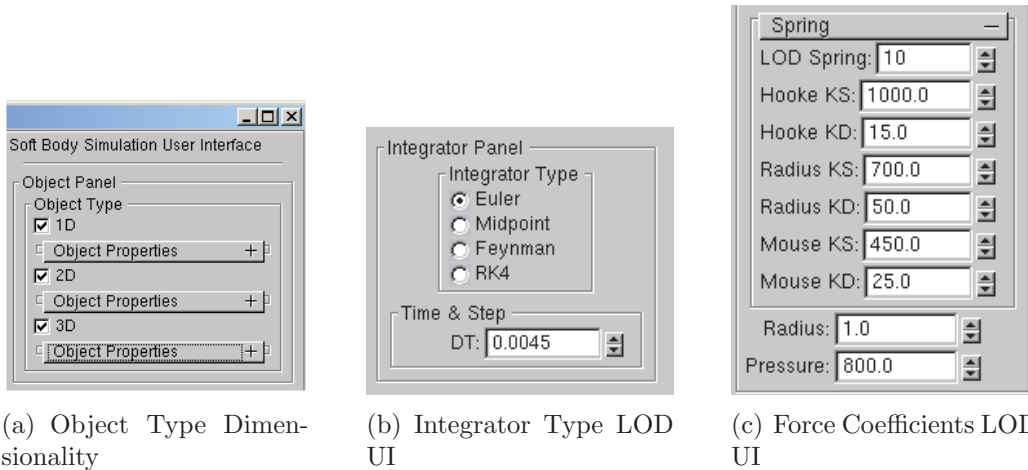 Soft Body Simulation User Interface
Object Panel
Object Type
1D
Object Properties +
2D
Object Properties +
3D
Object Properties +
(a) Object Type Dimen-
sionality
Integrator Panel
Integrator Type
Euler
Midpoint
Feynman
RK4
Time & Step
DT: 0.0045
(b) Integrator Type LOD
UI
Spring −
LOD Spring: 10
Hooke KS: 1000.0
Hooke KD: 15.0
Radius KS: 700.0
Radius KD: 50.0
Mouse KS: 450.0
Mouse KD: 25.0
Radius: 1.0
Pressure: 800.0
(c) Force Coefficients LOD
UI